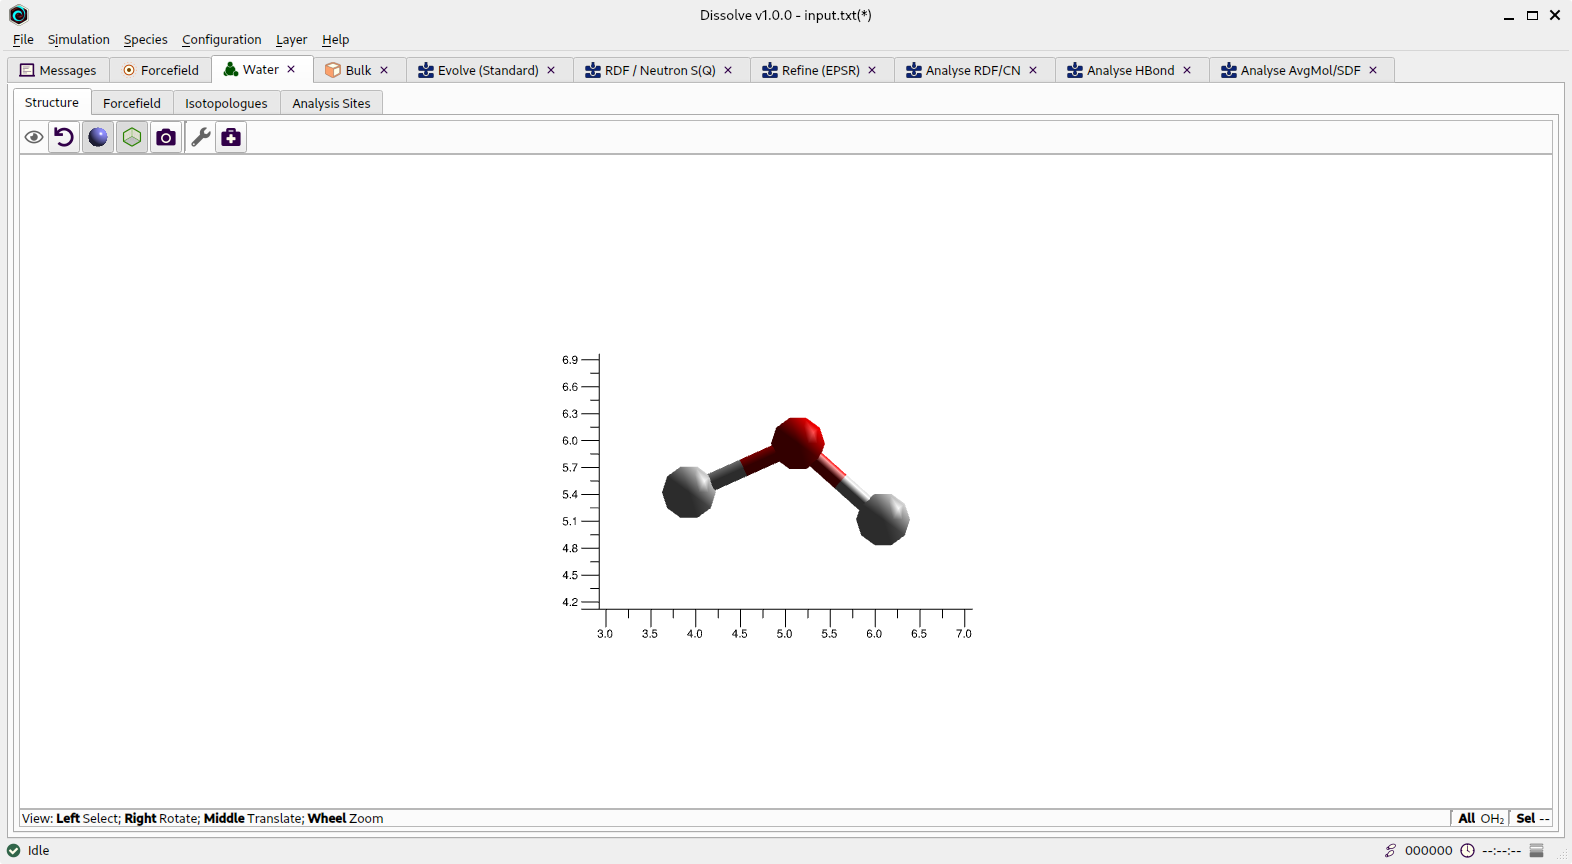 Dissolve v1.0.0 - input.txt(*)
File Simulation Species Configuration Layer Help
Messages Forcefield Water Bulk Evolve (Standard) RDF / Neutron S(Q) Refine (EPSR) Analyse RDF/CN Analyse HBond Analyse AvgMol/SDF
Structure Forcefield Isotopologues Analysis Sites
6.9
6.6
6.3
6.0
5.7
5.4
5.1
4.8
4.5
4.2
3.0 3.5 4.0 4.5 5.0 5.5 6.0 6.5 7.0
View: Left Select; Right Rotate; Middle Translate; Wheel Zoom All OH₂ Sel --
Idle 000000 --:--:--